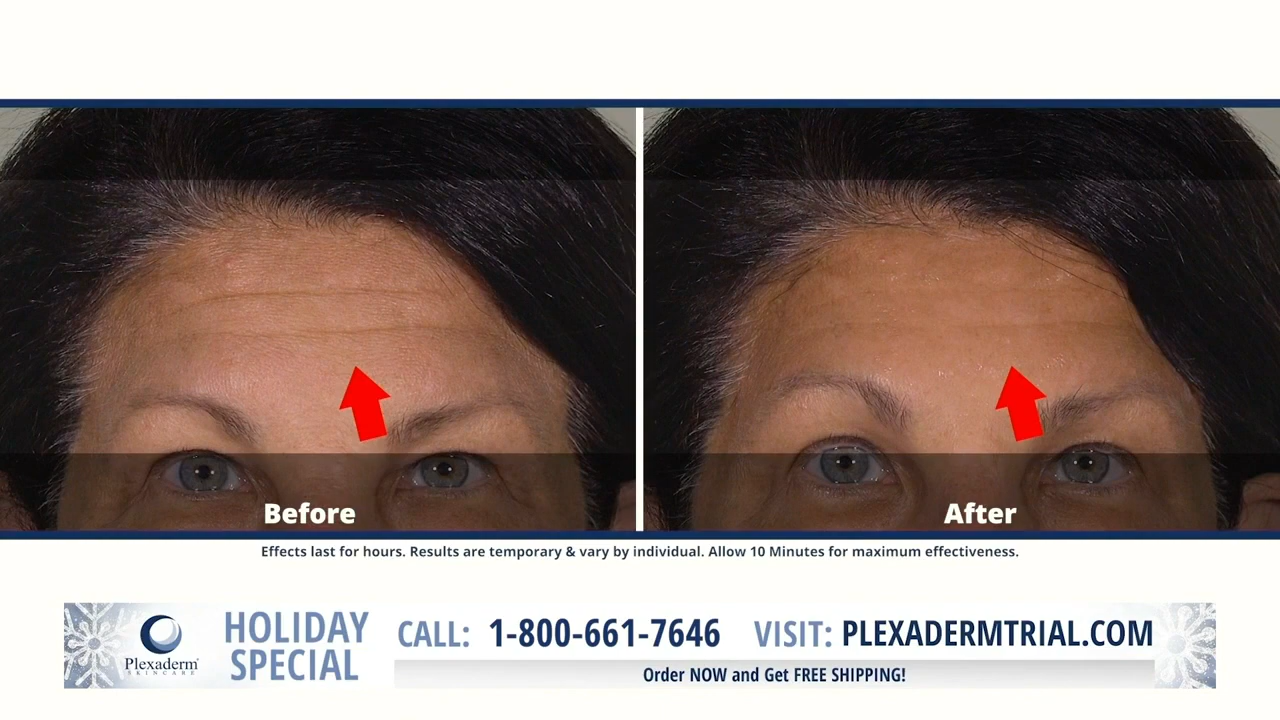 Before
After
Effects last for hours. Results are temporary & vary by individual. Allow 10 Minutes for maximum effectiveness.
Plexaderm®
SKINCARE
HOLIDAY
SPECIAL
CALL: 1-800-661-7646 VISIT: PLEXADERMTRIAL.COM
Order NOW and Get FREE SHIPPING!